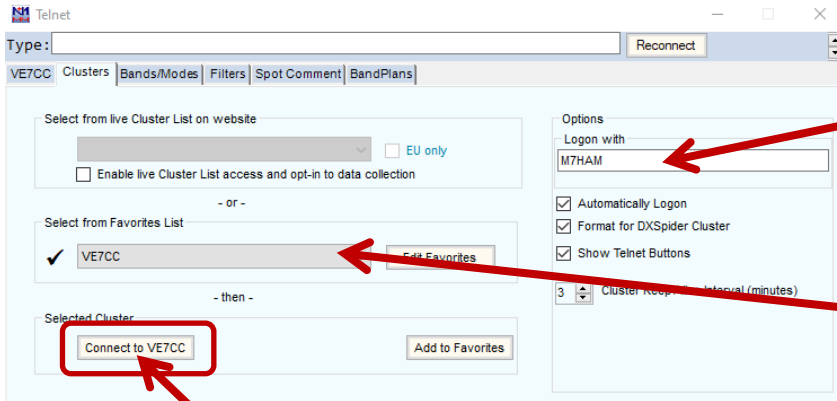 Telnet
Type:
Reconnect
VE7CC Clusters Bands/Modes Filters Spot Comment BandPlans
Select from live Cluster List on website
EU only
Enable live Cluster List access and opt-in to data collection
- or -
Select from Favorites List
VE7CC
Edit Favorites
- then -
Selected Cluster
Connect to VE7CC
Add to Favorites
Options
Logon with
M7HAM
Automatically Logon
Format for DXSpider Cluster
Show Telnet Buttons
3 Cluster Interval (minutes)